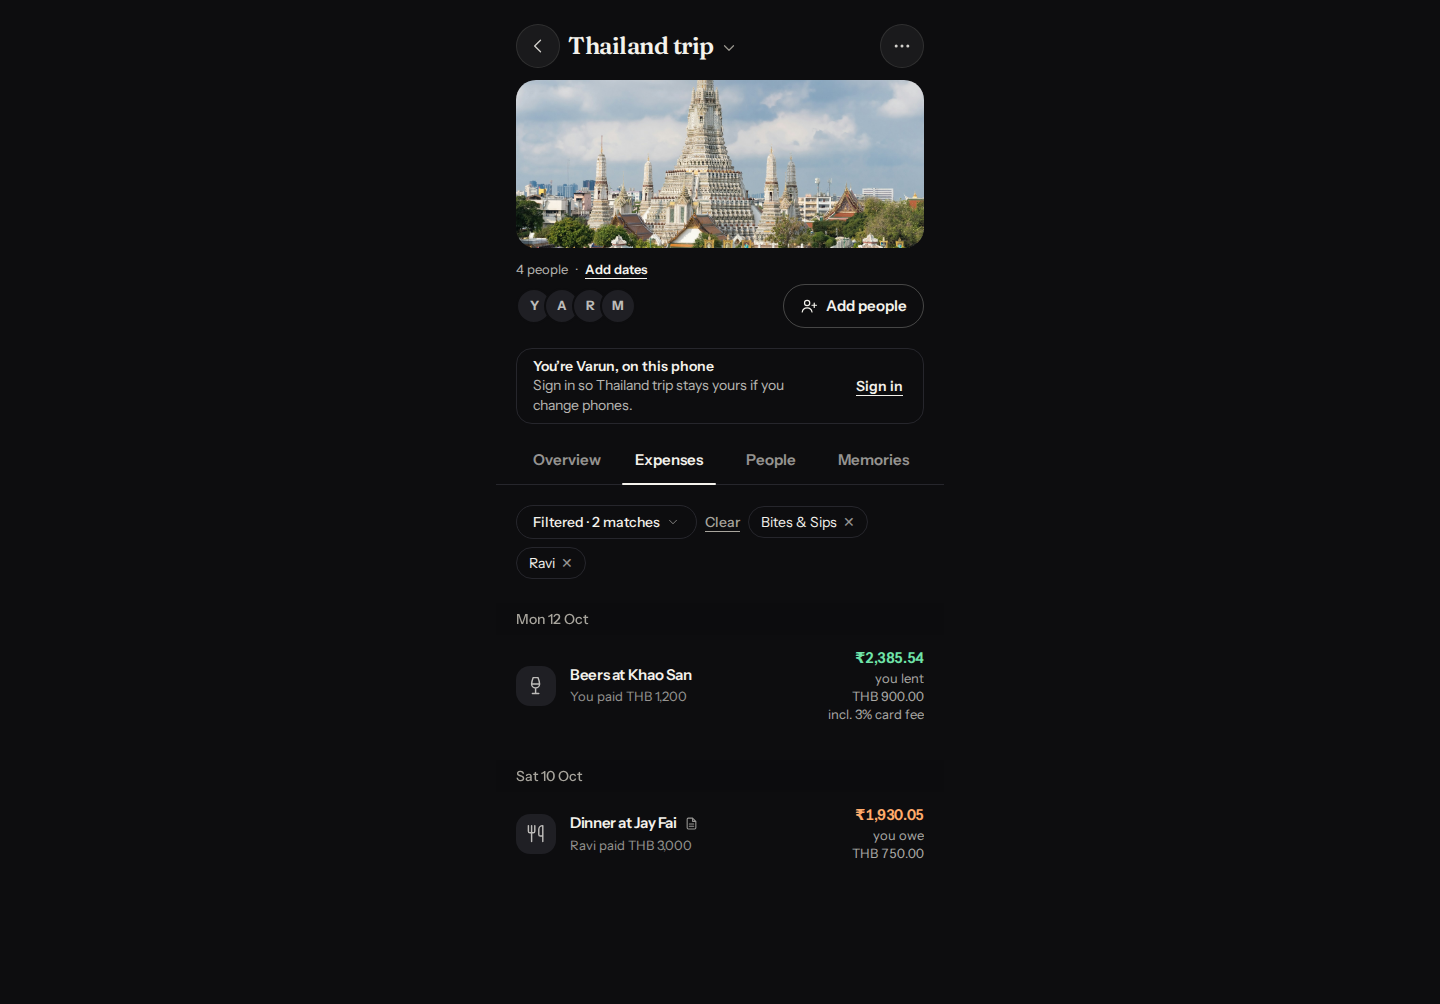 Thailand trip
4 people · Add dates
Y A R M
Add people
You're Varun, on this phone
Sign in so Thailand trip stays yours if you
change phones.
Sign in
Overview Expenses People Memories
Filtered · 2 matches Clear Bites & Sips ✕
Ravi ✕
Mon 12 Oct
Beers at Khao San
You paid THB 1,200
₹2,385.54
you lent
THB 900.00
incl. 3% card fee
Sat 10 Oct
Dinner at Jay Fai
Ravi paid THB 3,000
₹1,930.05
you owe
THB 750.00